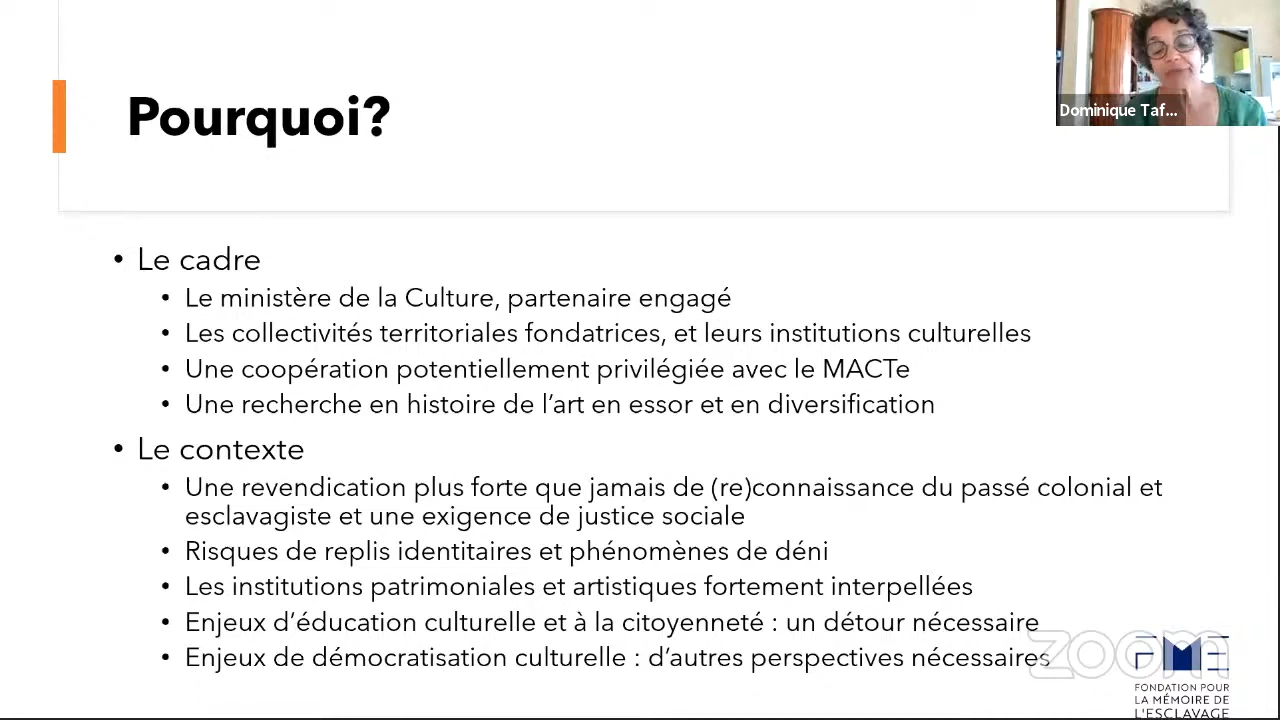 Pourquoi?
Dominique Taf...
• Le cadre
• Le ministère de la Culture, partenaire engagé
• Les collectivités territoriales fondatrices, et leurs institutions culturelles
• Une coopération potentiellement privilégiée avec le MACTe
• Une recherche en histoire de l’art en essor et en diversification
• Le contexte
• Une revendication plus forte que jamais de (re)connaissance du passé colonial et
esclavagiste et une exigence de justice sociale
• Risques de replis identitaires et phénomènes de déni
• Les institutions patrimoniales et artistiques fortement interpellées
• Enjeux d’éducation culturelle et à la citoyenneté : un détour nécessaire
• Enjeux de démocratisation culturelle : d’autres perspectives nécessaires
zoom
FME
FONDATION POUR
LA MÉMOIRE DE
L'ESCLAVAGE